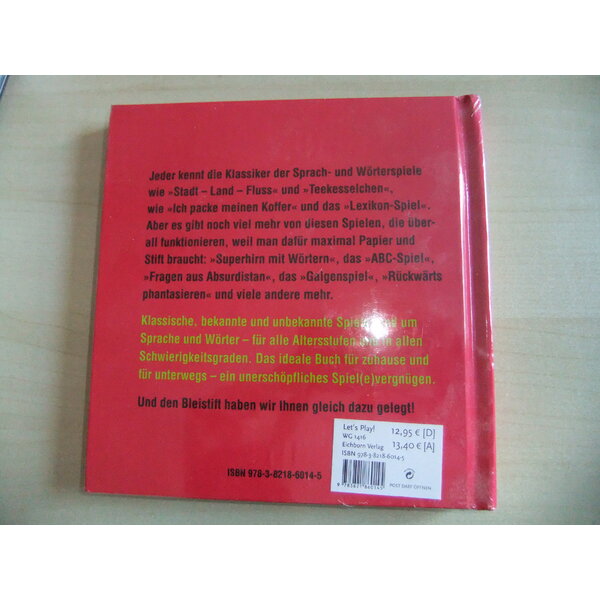 Jeder kennt die Klassiker der Sprach- und Wörterspiele
wie »Stadt – Land – Fluss« und »Teekesselchen«,
wie »Ich packe meinen Koffer« und das »Lexikon-Spiel«.
Aber es gibt noch viel mehr von diesen Spielen, die über-
all funktionieren, weil man dafür maximal Papier und
Stift braucht: »Superhirn mit Wörtern«, das »ABC-Spiel«,
»Fragen aus Absurdistan«, das »Galgenspiel«, »Rückwärts
phantasieren« und viele andere mehr.
Klassische, bekannte und unbekannte um
Sprache und Wörter – für alle Altersstufen in allen
Schwierigkeitsgraden. Das ideale Buch für zuhause und
für unterwegs – ein unerschöpfliches Spiel(e)vergnügen.
Und den Bleistift haben wir Ihnen gleich dazu gelegt!
ISBN 978-3-8218-6014-5
Let's Play! 12,95 € [D]
WG 1416
Eichborn Verlag 13,40 € [A]
ISBN 978-3-8218-6014-5
9 783821 860145
POST DARF ÖFFNEN